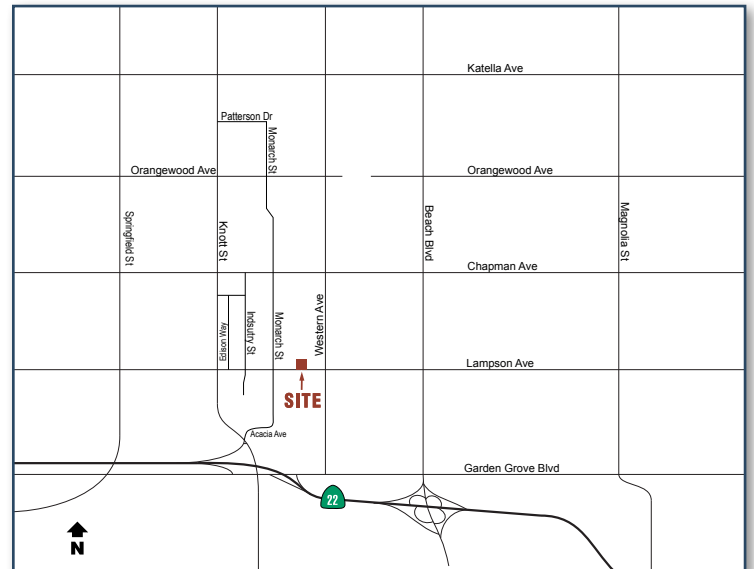 Katella Ave
Patterson Dr
Monarch St
Orangewood Ave
Orangewood Ave
Springfield St
Knott St
Beach Blvd
Magnolia St
Chapman Ave
Edison Way
Indsutry St
Monarch St
Western Ave
Lampson Ave
SITE
Acacia Ave
Garden Grove Blvd
22
N